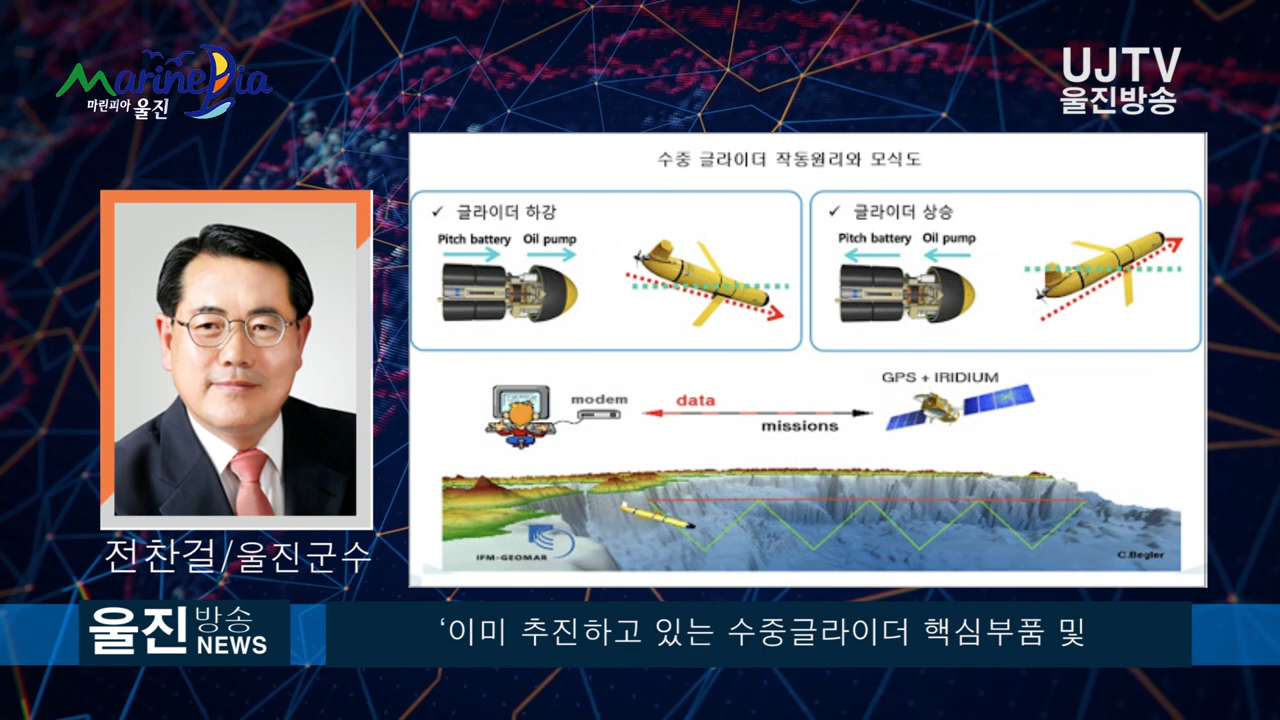 MarinePia
마린피아 울진
UJTV
울진방송
수중 글라이더 작동원리와 모식도
✓ 글라이더 하강
Pitch battery Oil pump
✓ 글라이더 상승
Pitch battery Oil pump
modem
data
missions
GPS + IRIDIUM
IFM-GEOMAR
C.Begler
전찬걸/울진군수
울진 방송 NEWS
‘이미 추진하고 있는 수중글라이더 핵심부품 및